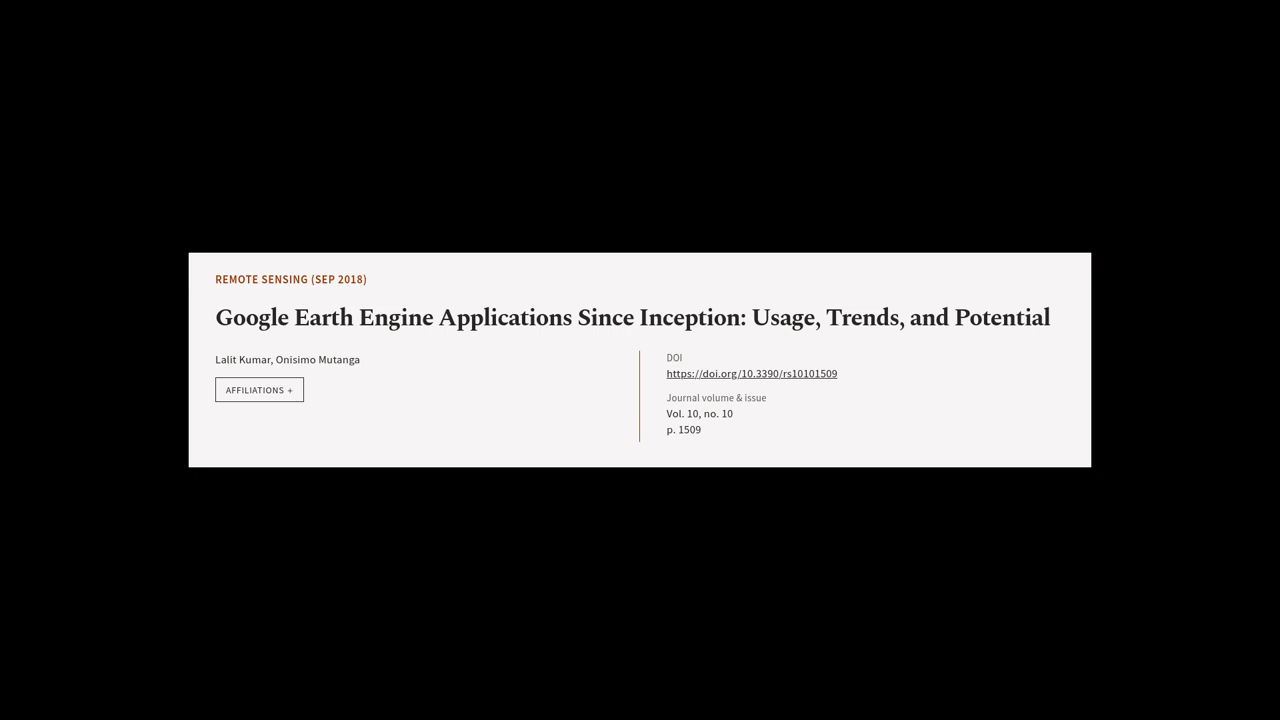 REMOTE SENSING (SEP 2018)
Google Earth Engine Applications Since Inception: Usage, Trends, and Potential
Lalit Kumar, Onisimo Mutanga
AFFILIATIONS +
DOI
https://doi.org/10.3390/rs10101509
Journal volume & issue
Vol. 10, no. 10
p. 1509